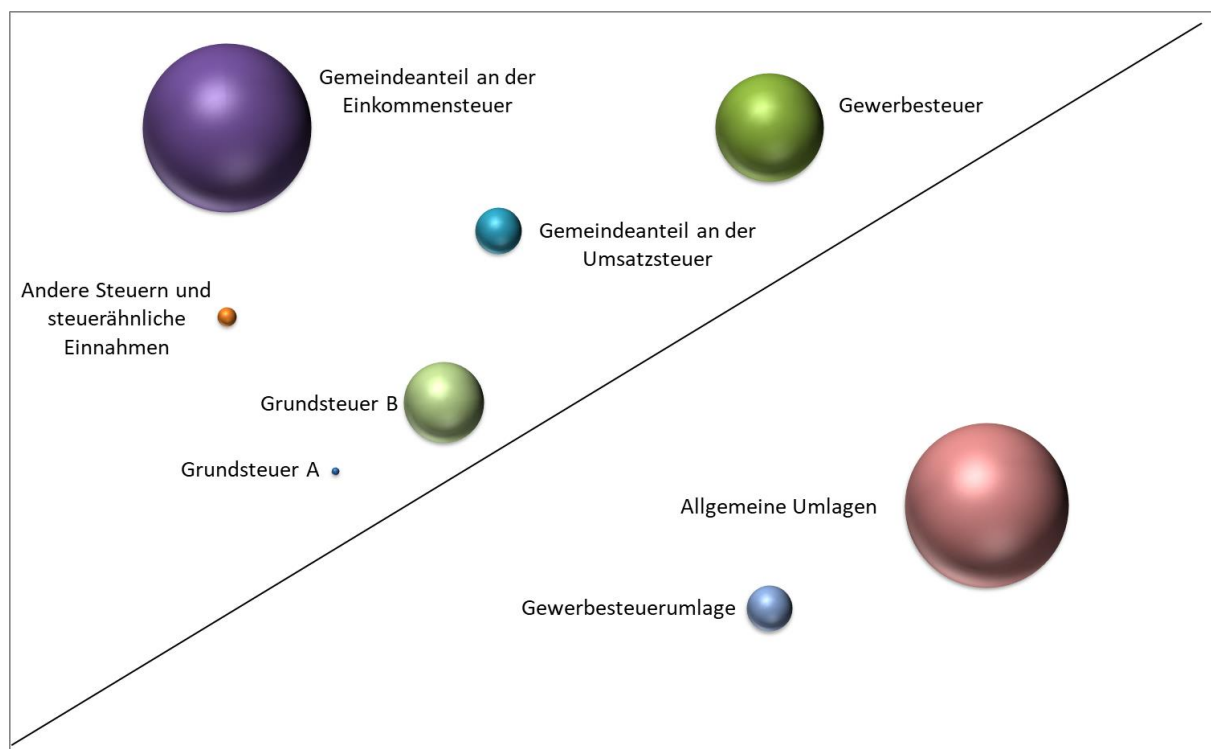 Gemeindeanteil an der
Einkommensteuer
Gewerbesteuer
Gemeindeanteil an der
Umsatzsteuer
Andere Steuern und
steuerähnliche
Einnahmen
Grundsteuer B
Grundsteuer A
Allgemeine Umlagen
Gewerbesteuerumlage